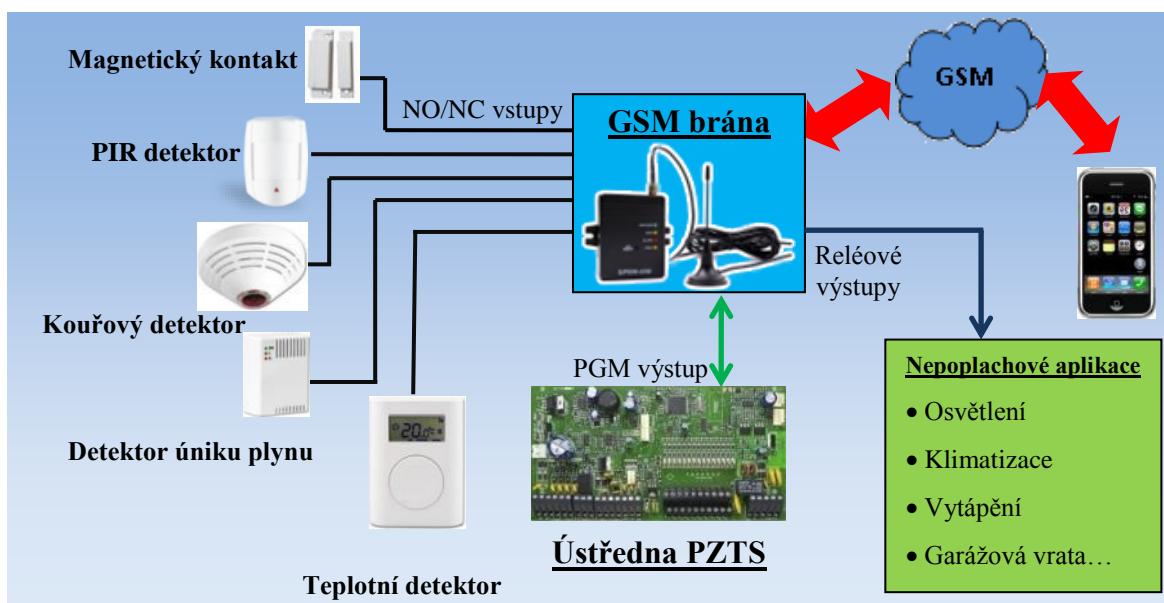 Magnetický kontakt
GSM
NO/NC vstupy
GSM brána
PIR detektor
Reléové
výstupy
Kouřový detektor
PGM výstup
Nepoplachové aplikace
• Osvětlení
• Klimatizace
• Vytápění
• Garážová vrata…
Detektor úniku plynu
Ústředna PZTS
Teplotní detektor